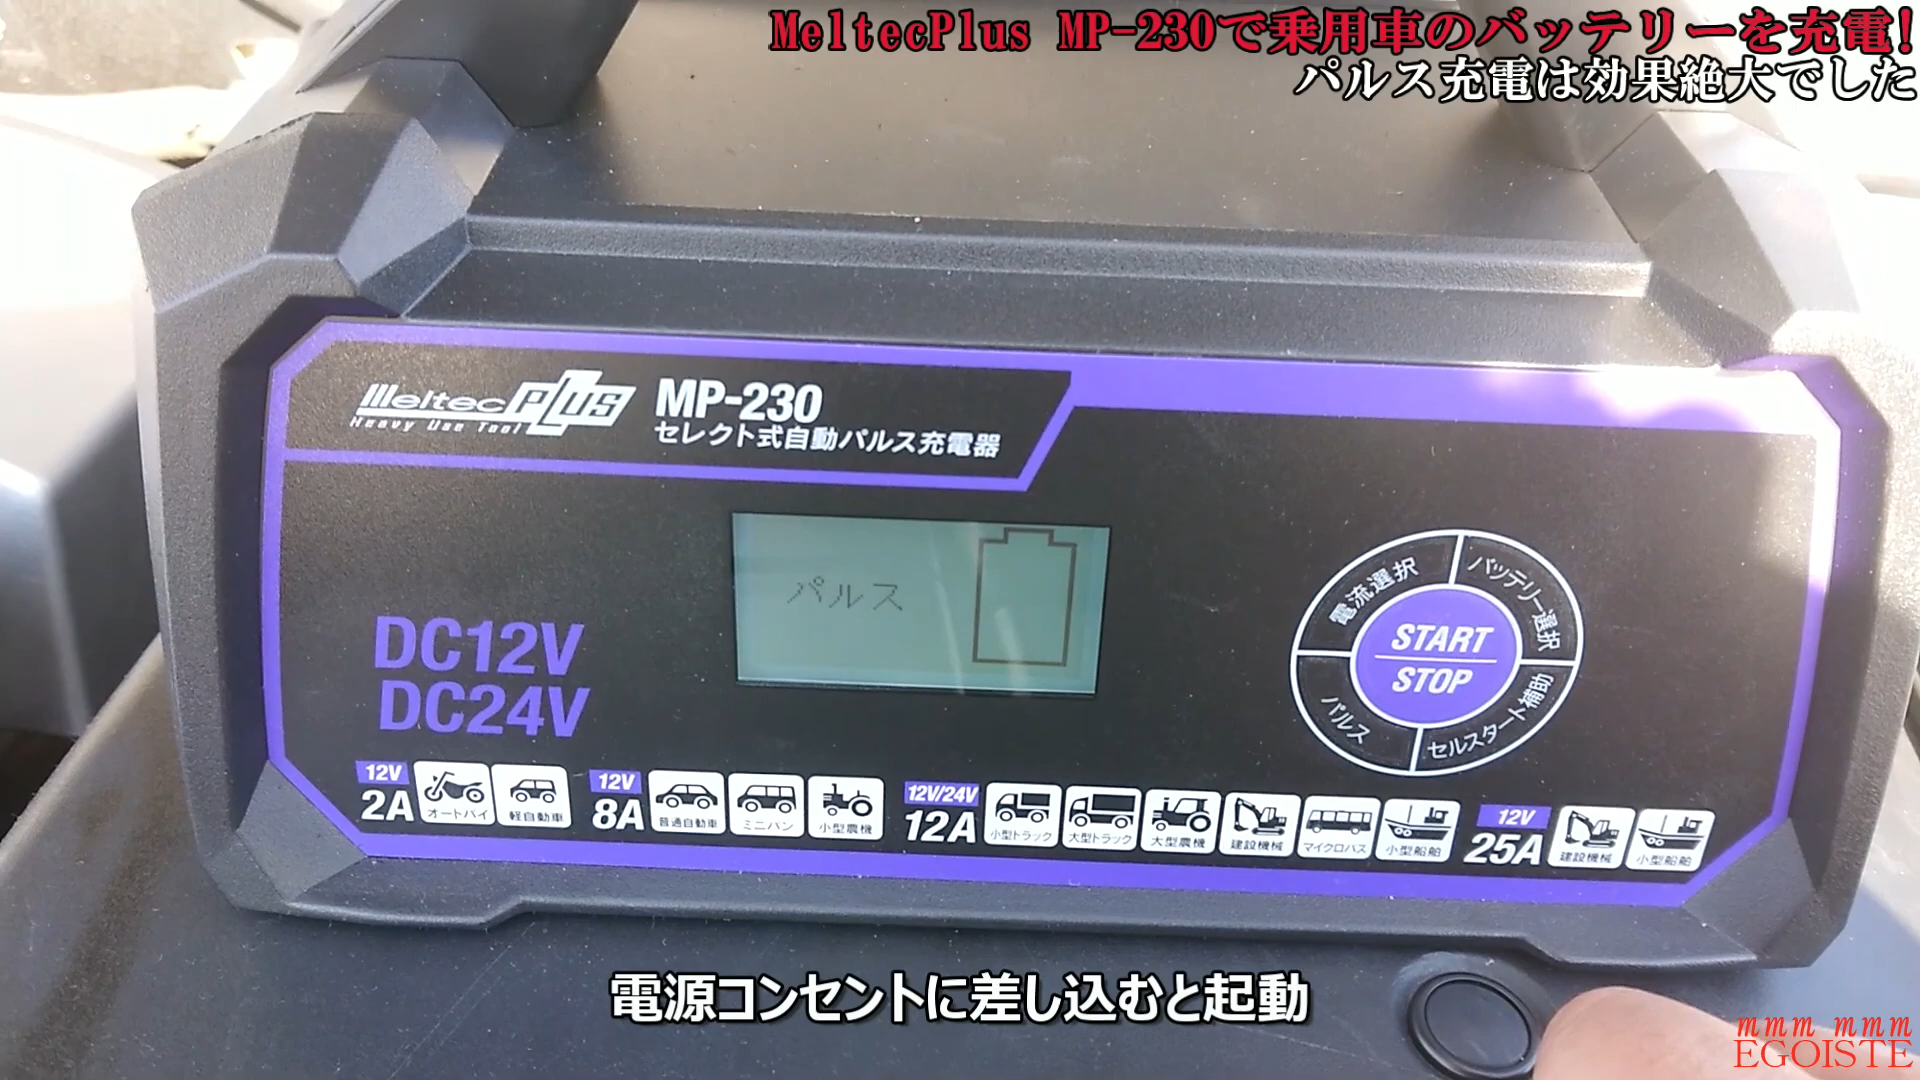 MeltecPlus MP-230で乗用車のバッテリーを充電!
パルス充電は効果絶大でした
Meltec PLUS
Heavy Use Tool
MP-230
セレクト式自動パルス充電器
パルス
DC12V
DC24V
電流選択
バッテリー選択
START
STOP
パルス
セルスタート補助
12V
2A
オートバイ
軽自動車
12V
8A
普通自動車
ミニバン
小型農機
12V/24V
12A
小型トラック
大型トラック
大型農機
建設機械
マイクロバス
小型船舶
12V
25A
建設機械
小型船舶
電源コンセントに差し込むと起動
mmm mmm
EGOISTE